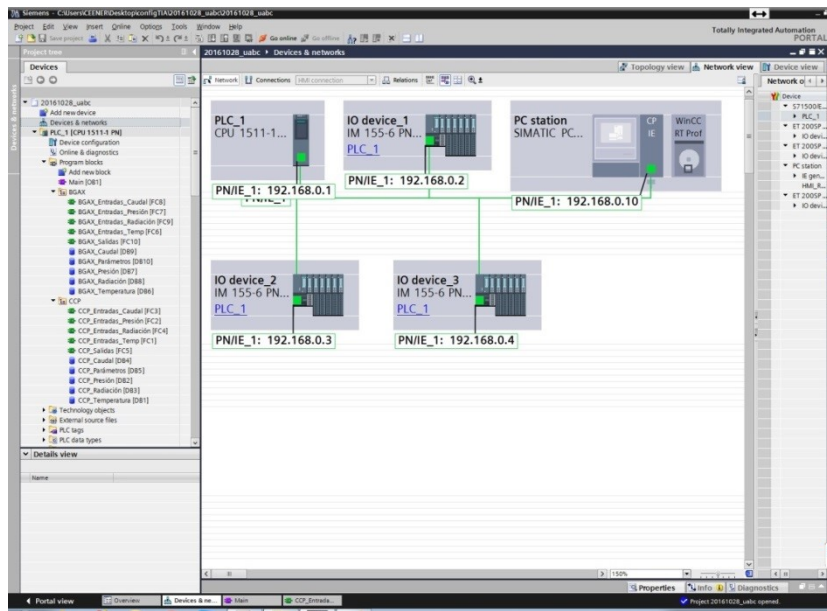 Siemens - C:\Users\CEENER\Desktop\configTIA\20161028_uabc\20161028_uabc
Project Edit View Insert Online Options Tools Window Help
Totally Integrated Automation
PORTAL
Save project Go online Go offline
Project tree
20161028_uabc ▸ Devices & networks
Devices
Topology view Network view Device view
Network Connections HMI connection Relations
Network o
Devices & networks
20161028_uabc
Add new device
Devices & networks
PLC_1 [CPU 1511-1 PN]
Device configuration
Online & diagnostics
Program blocks
Add new block
Main [OB1]
BGAX
BGAX_Entradas_Caudal [FC8]
BGAX_Entradas_Presión [FC7]
BGAX_Entradas_Radiación [FC9]
BGAX_Entradas_Temp [FC6]
BGAX_Salidas [FC10]
BGAX_Caudal [DB9]
BGAX_Parámetros [DB10]
BGAX_Presión [DB7]
BGAX_Radiación [DB8]
BGAX_Temperatura [DB6]
CCP
CCP_Entradas_Caudal [FC3]
CCP_Entradas_Presión [FC2]
CCP_Entradas_Radiación [FC4]
CCP_Entradas_Temp [FC1]
CCP_Salidas [FC5]
CCP_Caudal [DB4]
CCP_Parámetros [DB5]
CCP_Presión [DB2]
CCP_Radiación [DB3]
CCP_Temperatura [DB1]
Technology objects
External source files
PLC tags
PLC data types
Details view
Name
PLC_1
CPU 1511-1...
PN/IE_1: 192.168.0.1
PN/IE_1
IO device_1
IM 155-6 PN...
PLC_1
PN/IE_1: 192.168.0.2
PC station
SIMATIC PC...
CP
IE
WinCC
RT Prof
PN/IE_1: 192.168.0.10
IO device_2
IM 155-6 PN...
PLC_1
PN/IE_1: 192.168.0.3
IO device_3
IM 155-6 PN...
PLC_1
PN/IE_1: 192.168.0.4
Device
S71500/E...
PLC_1
ET 200SP...
IO devi...
ET 200SP...
IO devi...
PC station
IE gen...
HMI_R...
ET 200SP...
IO devi...
150%
Properties Info Diagnostics
Portal view Overview Devices & ne... Main CCP_Entrada...
Project 20161028_uabc opened.